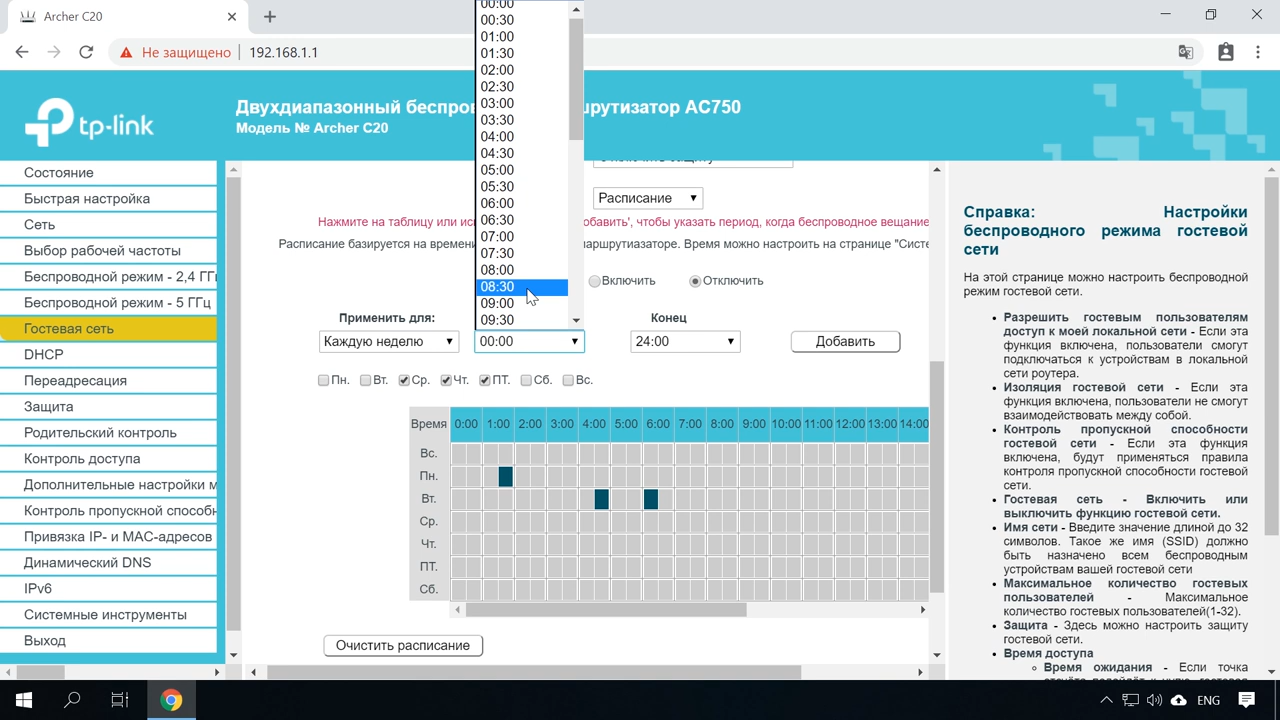 Archer C20
Не защищено
192.168.1.1
tp-link
Двухдиапазонный беспро
шрутизатор AC750
Модель № Archer C20
Состояние
Быстрая настройка
Сеть
Выбор рабочей частоты
Беспроводной режим - 2,4 ГГ
Беспроводной режим - 5 ГГц
Гостевая сеть
DHCP
Переадресация
Защита
Родительский контроль
Контроль доступа
Дополнительные настройки м
Контроль пропускной способн
Привязка IP- и MAC-адресов
Динамический DNS
IPv6
Системные инструменты
Выход
00:00
00:30
01:00
01:30
02:00
02:30
03:00
03:30
04:00
04:30
05:00
05:30
06:00
06:30
07:00
07:30
08:00
08:30
09:00
09:30
Расписание
Нажмите на таблицу или ис
обавить', чтобы указать период, когда беспроводное вещание
Расписание базируется на времени
маршрутиазаторе. Время можно настроить на странице "Систе
Включить
Отключить
Применить для:
Конец
Каждую неделю
00:00
24:00
Добавить
Пн. Вт. Ср. Чт. ПТ. Сб. Вс.
Время 0:00 1:00 2:00 3:00 4:00 5:00 6:00 7:00 8:00 9:00 10:00 11:00 12:00 13:00 14:00
Вс.
Пн.
Вт.
Ср.
Чт.
ПТ.
Сб.
Очистить расписание
Справка: Настройки
беспроводного режима гостевой
сети
На этой странице можно настроить беспроводной
режим гостевой сети.
Разрешить гостевым пользователям
доступ к моей локальной сети - Если эта
функция включена, пользователи смогут
подключаться к устройствам в локальной
сети роутера.
Изоляция гостевой сети - Если эта
функция включена, пользователи не смогут
взаимодействовать между собой.
Контроль пропускной способности
гостевой сети - Если эта функция
включена, будут применяться правила
контроля пропускной способности гостевой
сети.
Гостевая сеть - Включить или
выключить функцию гостевой сети.
Имя сети - Введите значение длиной до 32
символов. Такое же имя (SSID) должно
быть назначено всем беспроводным
устройствам вашей гостевой сети
Максимальное количество гостевых
пользователей - Максимальное
количество гостевых пользователей(1-32).
Защита - Здесь можно настроить защиту
гостевой сети.
Время доступа
Время ожидания - Если точка
ENG